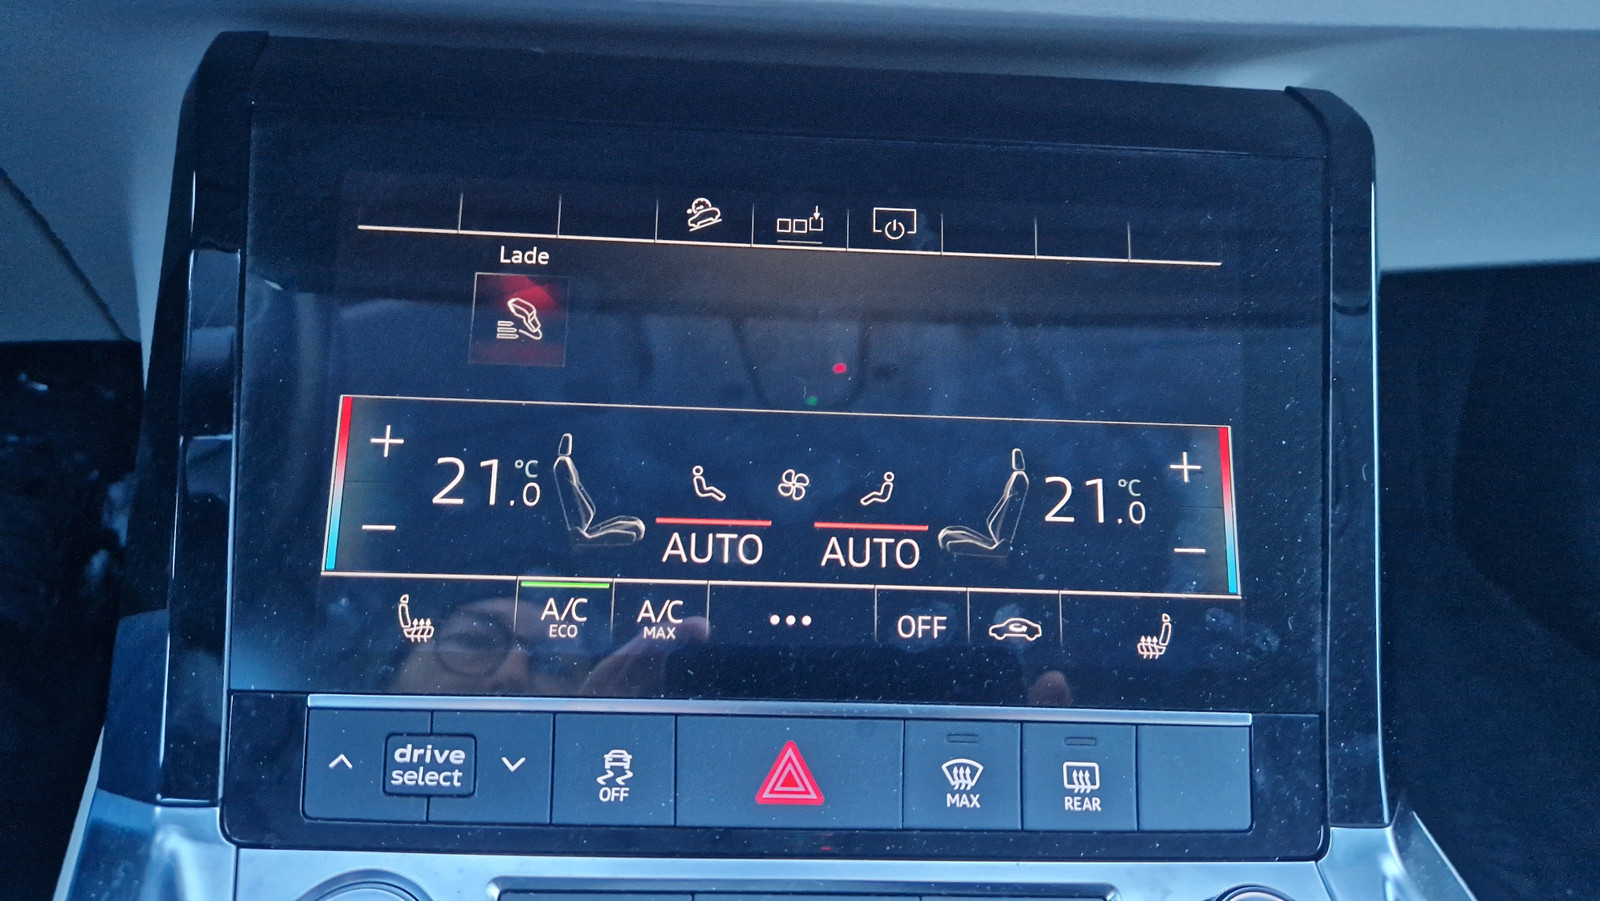 Lade
+
21.0 °C
−
AUTO
AUTO
21.0 °C
+
−
A/C
ECO
A/C
MAX
•••
OFF
drive
select
OFF
MAX
REAR